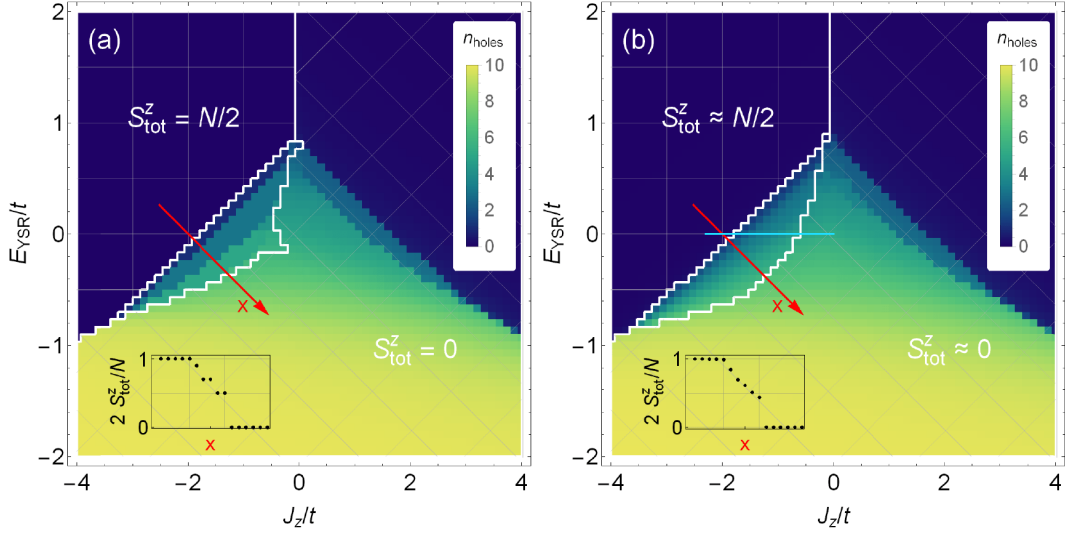 (a)
n_holes
10
8
6
4
2
0
S^z_tot = N/2
S^z_tot = 0
x
E_YSR/t
2
1
0
−1
−2
2 S^z_tot/N
1
0
x
−4
−2
0
2
4
J_z/t
(b)
n_holes
10
8
6
4
2
0
S^z_tot ≈ N/2
S^z_tot ≈ 0
x
E_YSR/t
2
1
0
−1
−2
2 S^z_tot/N
1
0
x
−4
−2
0
2
4
J_z/t